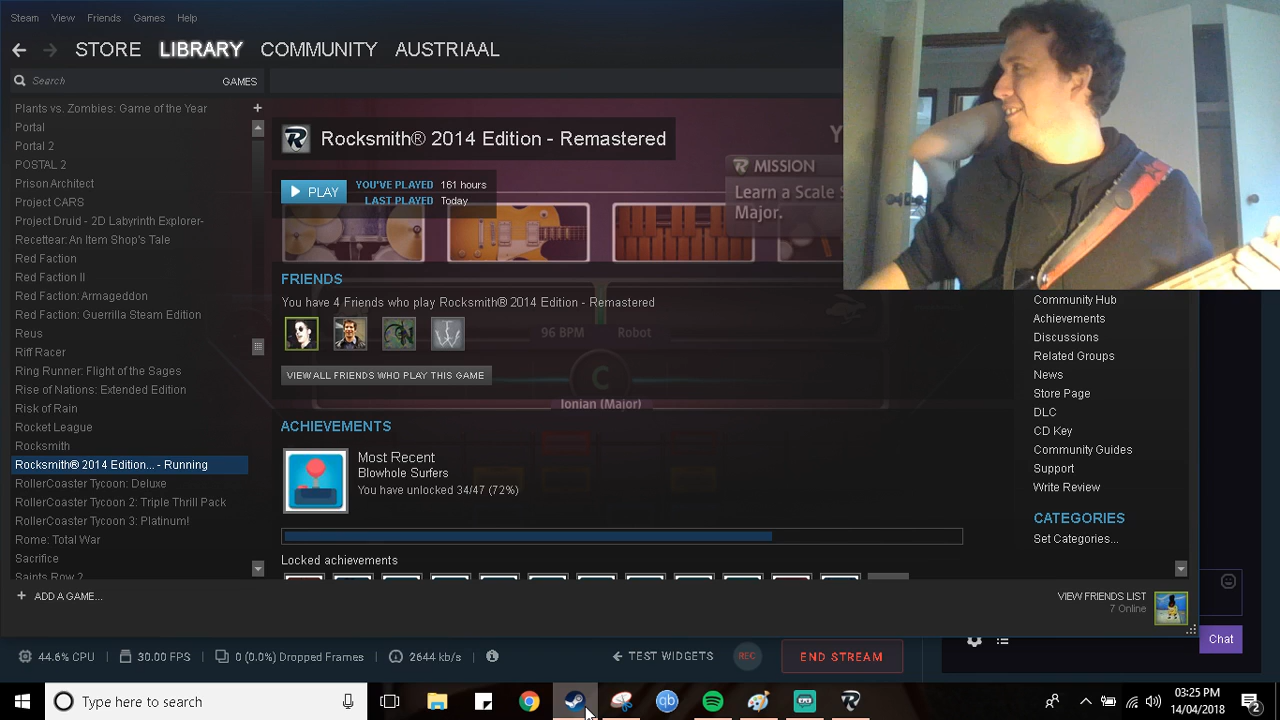 Steam View Friends Games Help
STORE LIBRARY COMMUNITY AUSTRIAAL
Search GAMES
Plants vs. Zombies: Game of the Year
Portal
Portal 2
POSTAL 2
Prison Architect
Project CARS
Project Druid - 2D Labyrinth Explorer-
Recettear: An Item Shop's Tale
Red Faction
Red Faction II
Red Faction: Armageddon
Red Faction: Guerrilla Steam Edition
Reus
Riff Racer
Ring Runner: Flight of the Sages
Rise of Nations: Extended Edition
Risk of Rain
Rocket League
Rocksmith
Rocksmith® 2014 Edition... - Running
RollerCoaster Tycoon: Deluxe
RollerCoaster Tycoon 2: Triple Thrill Pack
RollerCoaster Tycoon 3: Platinum!
Rome: Total War
Sacrifice
Saints Row 2
+ ADD A GAME...
Rocksmith® 2014 Edition - Remastered
PLAY
YOU'VE PLAYED 161 hours
LAST PLAYED Today
MISSION
Learn a Scale
Major.
FRIENDS
You have 4 Friends who play Rocksmith® 2014 Edition - Remastered
96 BPM Robot
VIEW ALL FRIENDS WHO PLAY THIS GAME
C
Ionian (Major)
ACHIEVEMENTS
Most Recent
Blowhole Surfers
You have unlocked 34/47 (72%)
Locked achievements
Community Hub
Achievements
Discussions
Related Groups
News
Store Page
DLC
CD Key
Community Guides
Support
Write Review
CATEGORIES
Set Categories...
VIEW FRIENDS LIST
7 Online
Chat
44.6% CPU 30.00 FPS 0 (0.0%) Dropped Frames 2644 kb/s TEST WIDGETS REC END STREAM
Type here to search
qb
03:25 PM
14/04/2018
2